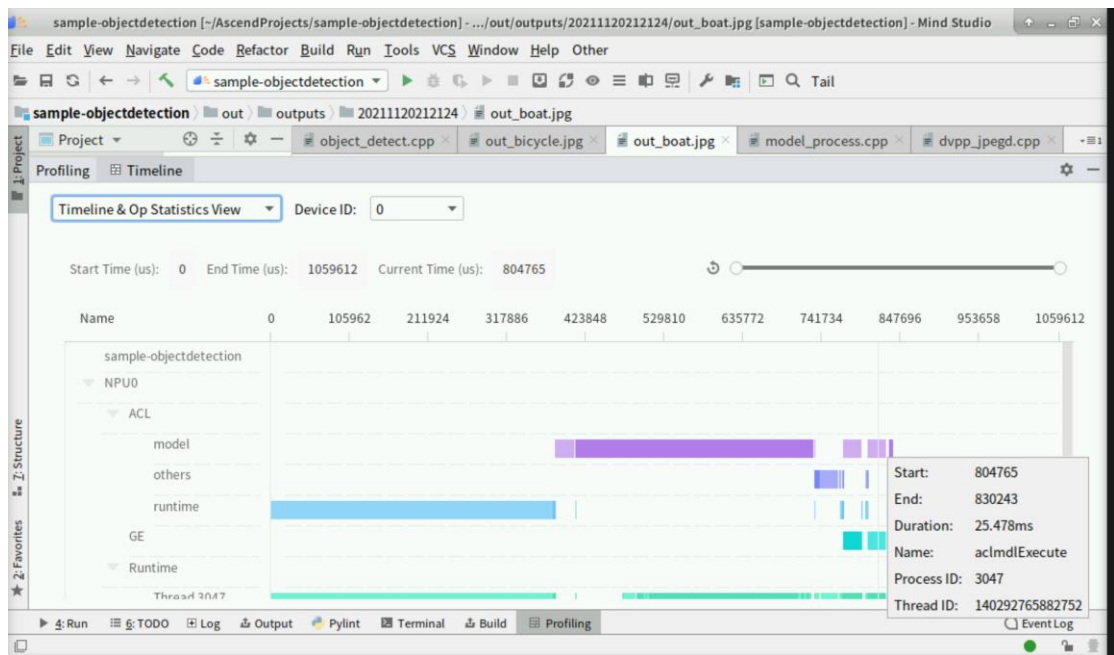 sample-objectdetection [~/AscendProjects/sample-objectdetection] - .../out/outputs/20211120212124/out_boat.jpg [sample-objectdetection] - Mind Studio
File Edit View Navigate Code Refactor Build Run Tools VCS Window Help Other
sample-objectdetection Tail
sample-objectdetection out outputs 20211120212124 out_boat.jpg
1: Project
Project object_detect.cpp out_bicycle.jpg out_boat.jpg model_process.cpp dvpp_jpegd.cpp 1
Profiling Timeline
Timeline & Op Statistics View Device ID: 0
Start Time (us): 0 End Time (us): 1059612 Current Time (us): 804765
Name 0 105962 211924 317886 423848 529810 635772 741734 847696 953658 1059612
sample-objectdetection
NPU0
ACL
model
others
runtime
GE
Runtime
Thread 3047
Start: 804765
End: 830243
Duration: 25.478ms
Name: aclmdlExecute
Process ID: 3047
Thread ID: 140292765882752
Z: Structure
2: Favorites
4: Run 6: TODO Log Output Pylint Terminal Build Profiling Event Log